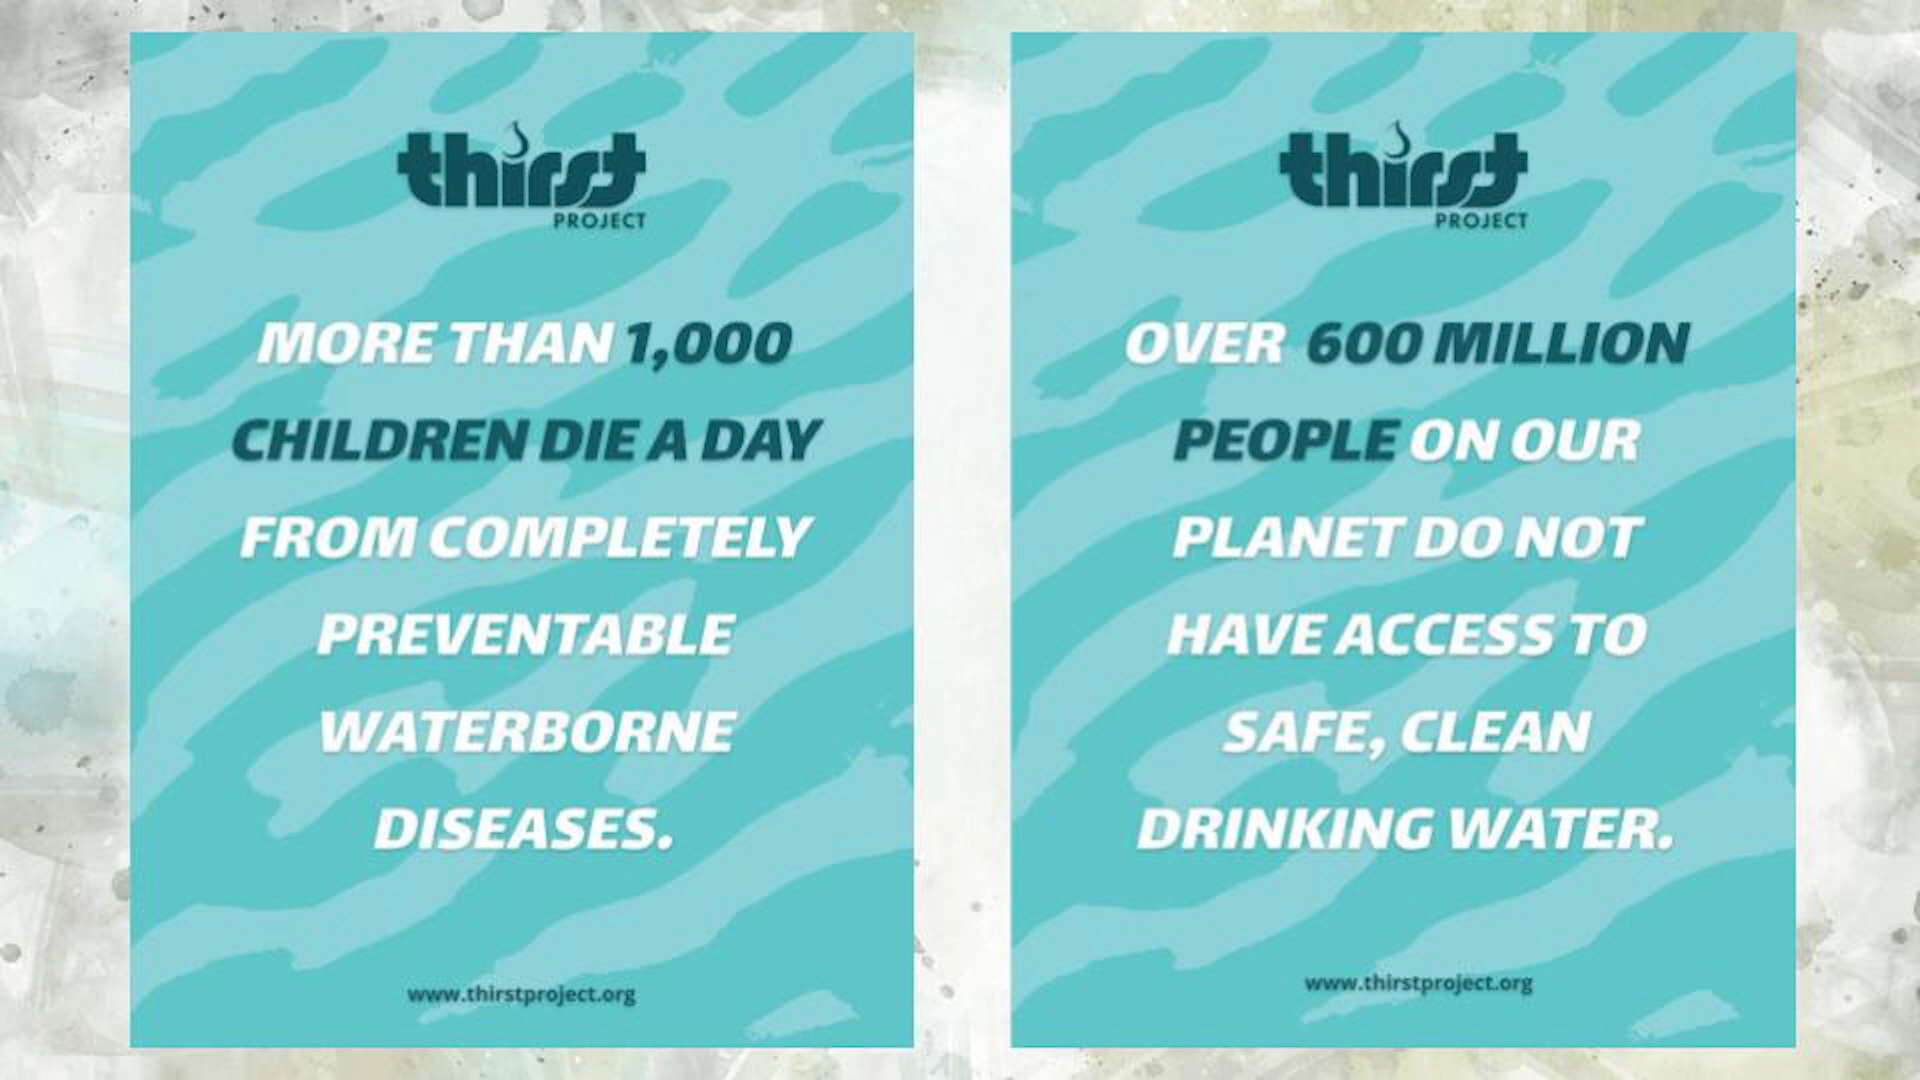 thirst
PROJECT
MORE THAN 1,000
CHILDREN DIE A DAY
FROM COMPLETELY
PREVENTABLE
WATERBORNE
DISEASES.
www.thirstproject.org
thirst
PROJECT
OVER 600 MILLION
PEOPLE ON OUR
PLANET DO NOT
HAVE ACCESS TO
SAFE, CLEAN
DRINKING WATER.
www.thirstproject.org